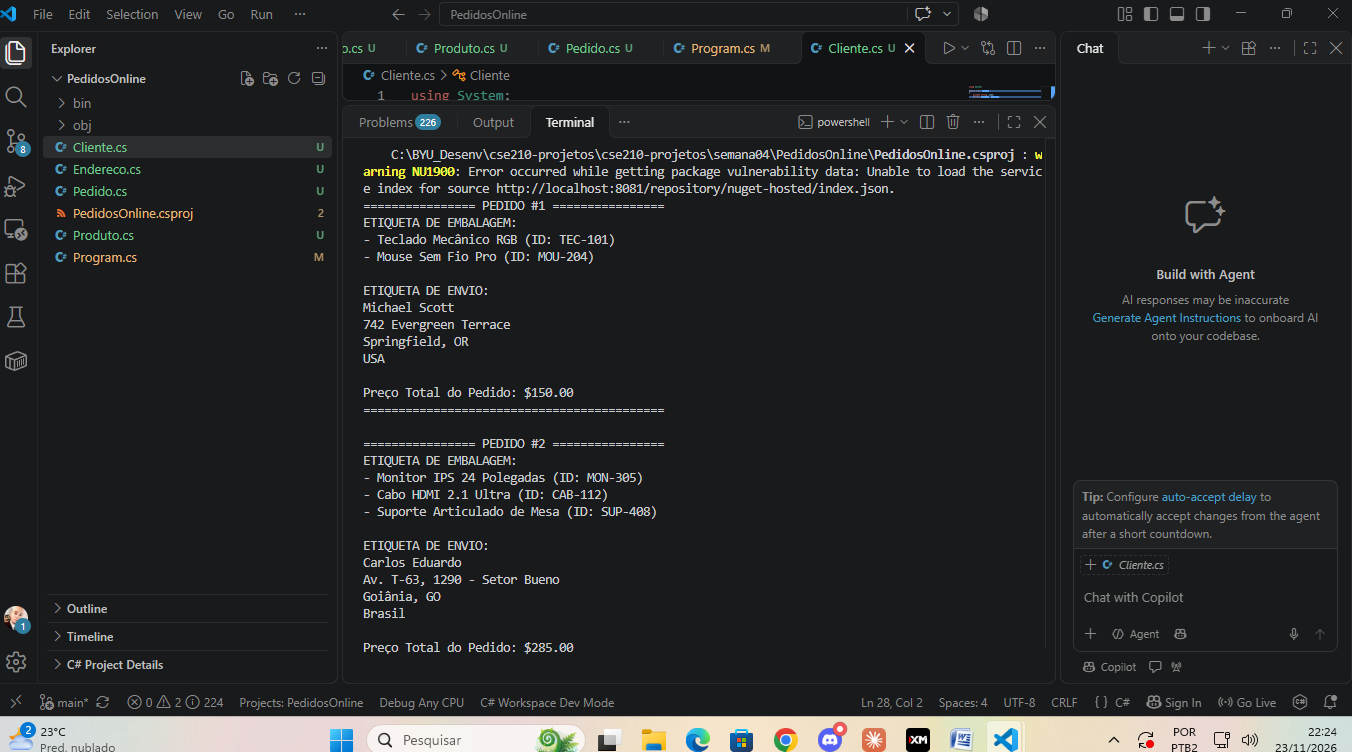 File Edit Selection View Go Run ···
PedidosOnline
Explorer
PedidosOnline
bin
obj
Cliente.cs U
Endereco.cs U
Pedido.cs U
PedidosOnline.csproj 2
Produto.cs U
Program.cs M
Outline
Timeline
C# Project Details
8
1
o.cs U Produto.cs U Pedido.cs U Program.cs M Cliente.cs U
Cliente.cs > Cliente
1 using System;
Problems 226 Output Terminal ··· powershell
C:\BYU_Desenv\cse210-projetos\cse210-projetos\semana04\PedidosOnline\PedidosOnline.csproj : w
arning NU1900: Error occurred while getting package vulnerability data: Unable to load the servic
e index for source http://localhost:8081/repository/nuget-hosted/index.json.
================ PEDIDO #1 ================
ETIQUETA DE EMBALAGEM:
- Teclado Mecânico RGB (ID: TEC-101)
- Mouse Sem Fio Pro (ID: MOU-204)
ETIQUETA DE ENVIO:
Michael Scott
742 Evergreen Terrace
Springfield, OR
USA
Preço Total do Pedido: $150.00
===========================================
================ PEDIDO #2 ================
ETIQUETA DE EMBALAGEM:
- Monitor IPS 24 Polegadas (ID: MON-305)
- Cabo HDMI 2.1 Ultra (ID: CAB-112)
- Suporte Articulado de Mesa (ID: SUP-408)
ETIQUETA DE ENVIO:
Carlos Eduardo
Av. T-63, 1290 - Setor Bueno
Goiânia, GO
Brasil
Preço Total do Pedido: $285.00
Chat
Build with Agent
AI responses may be inaccurate
Generate Agent Instructions to onboard AI
onto your codebase.
Tip: Configure auto-accept delay to
automatically accept changes from the agent
after a short countdown.
Cliente.cs
Chat with Copilot
Agent
Copilot
main* 0 2 224 Projects: PedidosOnline Debug Any CPU C# Workspace Dev Mode Ln 28, Col 2 Spaces: 4 UTF-8 CRLF { } C# Sign In Go Live
2
23°C
Pred. nublado
Pesquisar
XM
POR
PTB2
22:24
23/11/2026